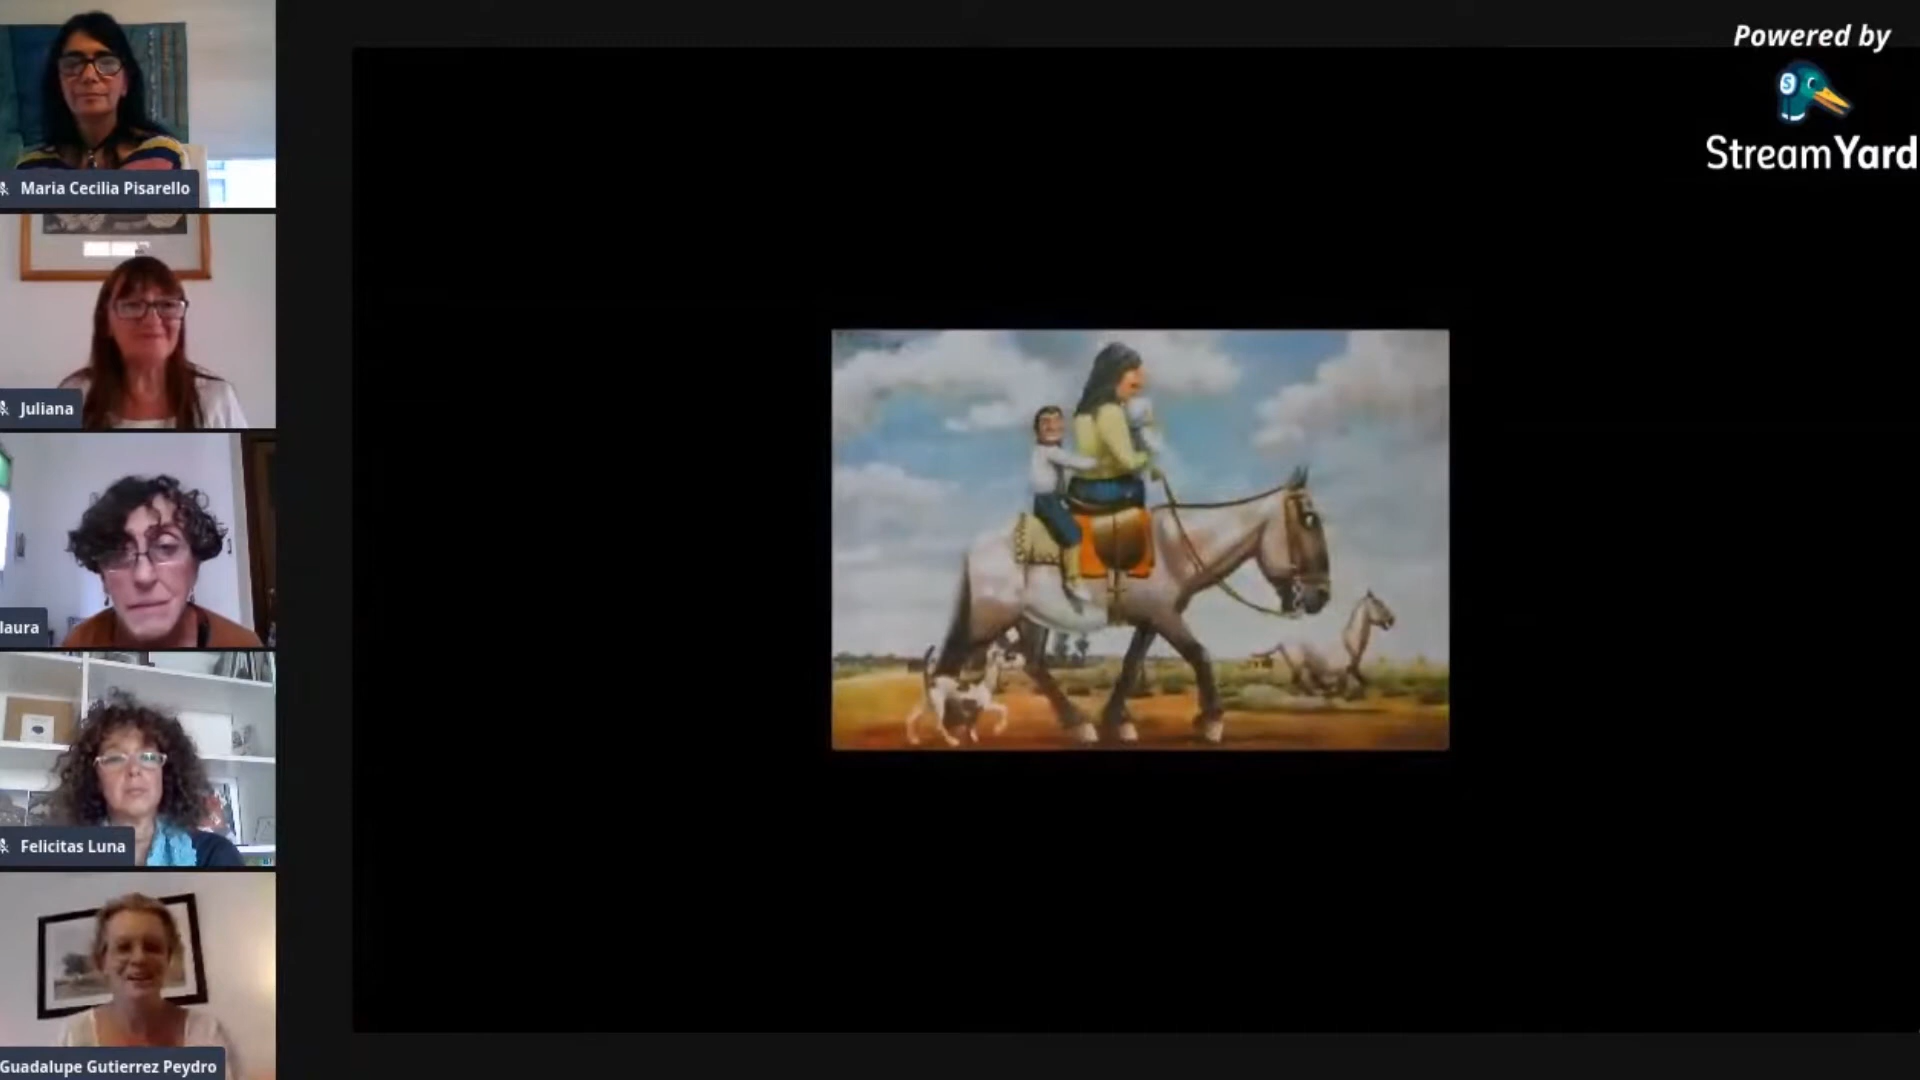 Powered by
S
StreamYard
Maria Cecilia Pisarello
Juliana
laura
Felicitas Luna
Guadalupe Gutierrez Peydro